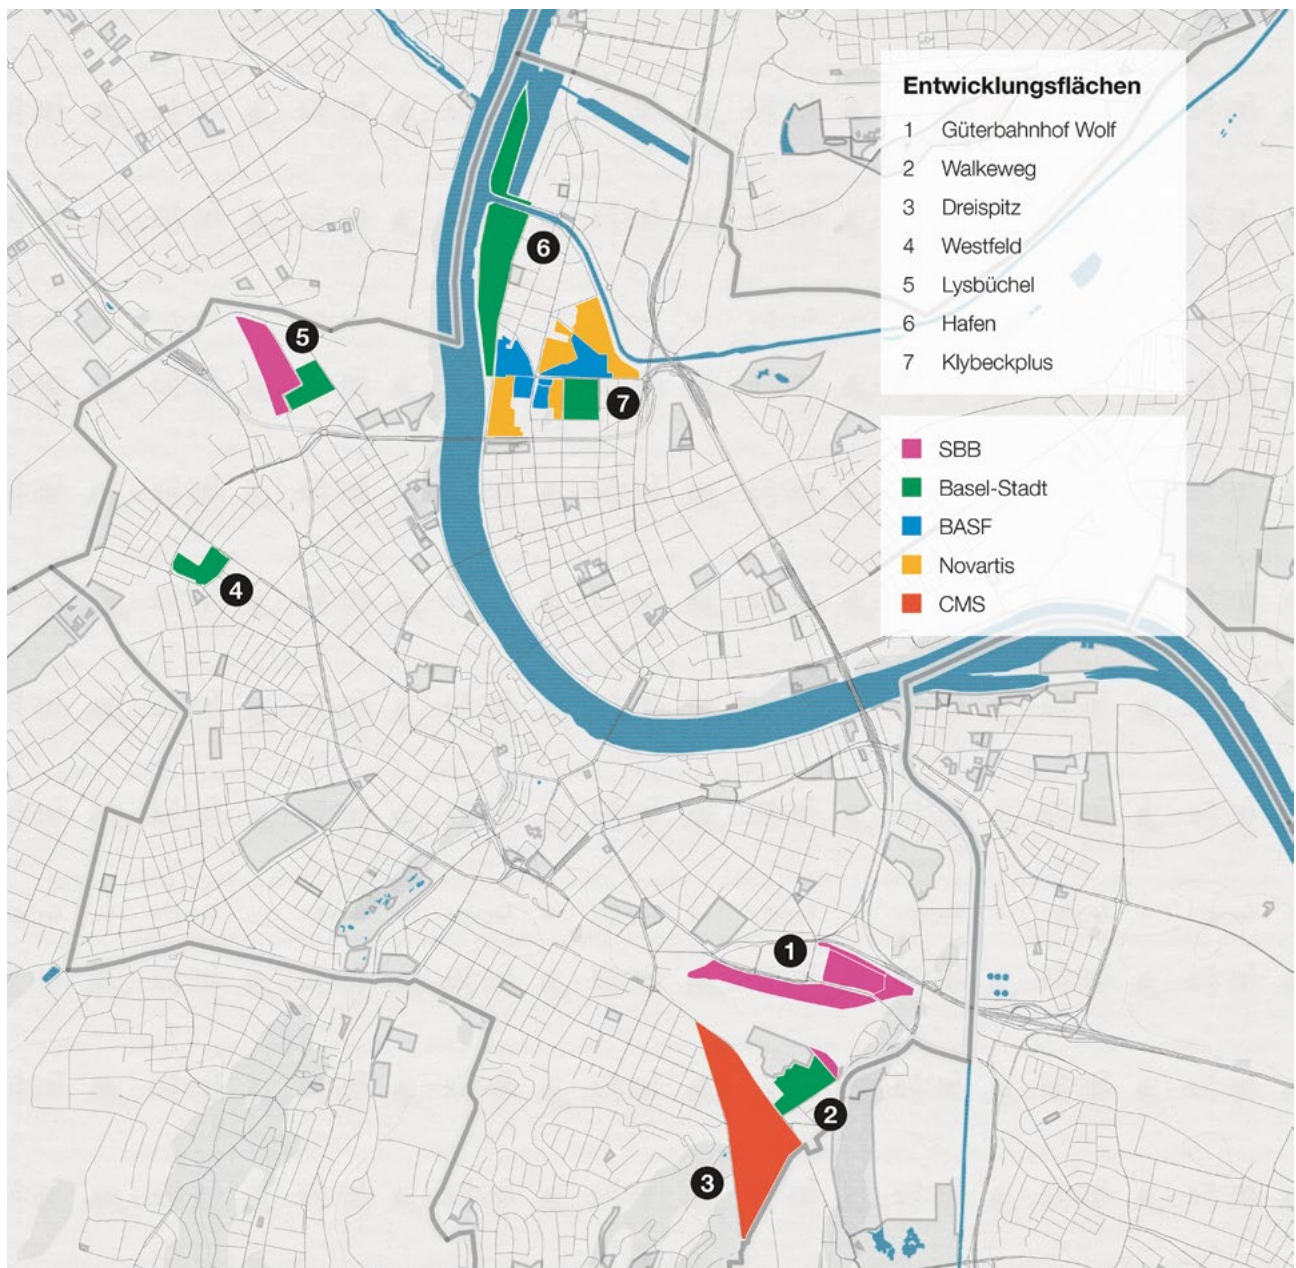 Entwicklungsflächen
1 Güterbahnhof Wolf
2 Walkeweg
3 Dreispitz
4 Westfeld
5 Lysbüchel
6 Hafen
7 Klybeckplus
SBB
Basel-Stadt
BASF
Novartis
CMS
6
5
7
4
1
2
3